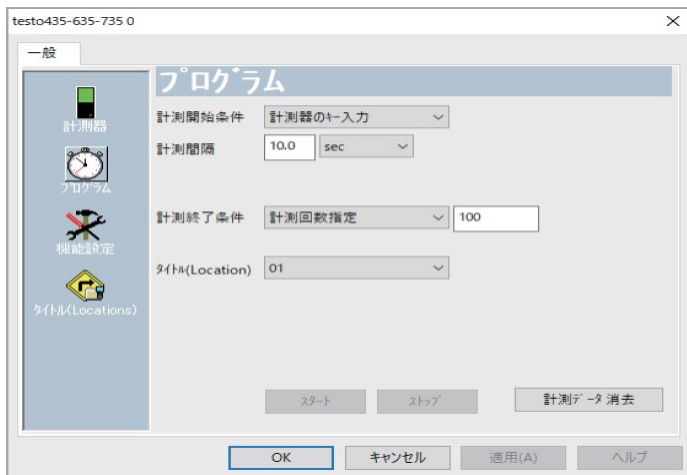 testo435-635-735 0
一般
計測器
プログラム
機能設定
タイトル(Locations)
プログラム
計測開始条件 計測器のキー入力
計測間隔 10.0 sec
計測終了条件 計測回数指定 100
タイトル(Location) 01
スタート ストップ 計測データ消去
OK キャンセル 適用(A) ヘルプ